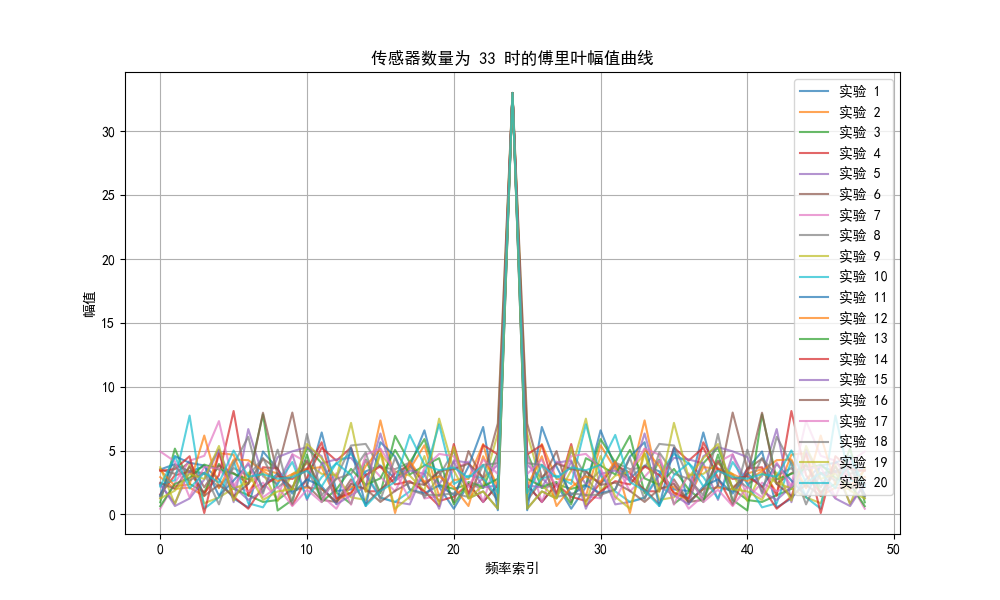 传感器数量为 33 时的傅里叶幅值曲线
幅值
30
25
20
15
10
5
0
0 10 20 30 40 50
频率索引
实验 1
实验 2
实验 3
实验 4
实验 5
实验 6
实验 7
实验 8
实验 9
实验 10
实验 11
实验 12
实验 13
实验 14
实验 15
实验 16
实验 17
实验 18
实验 19
实验 20